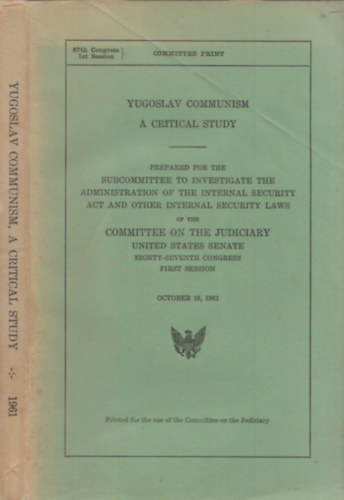 YUGOSLAV COMMUNISM, A CRITICAL STUDY 1961
87th Congress
1st Session
COMMITTEE PRINT
YUGOSLAV COMMUNISM
A CRITICAL STUDY
PREPARED FOR THE
SUBCOMMITTEE TO INVESTIGATE THE
ADMINISTRATION OF THE INTERNAL SECURITY
ACT AND OTHER INTERNAL SECURITY LAWS
OF THE
COMMITTEE ON THE JUDICIARY
UNITED STATES SENATE
EIGHTY-SEVENTH CONGRESS
FIRST SESSION
OCTOBER 18, 1961
Printed for the use of the Committee on the Judiciary